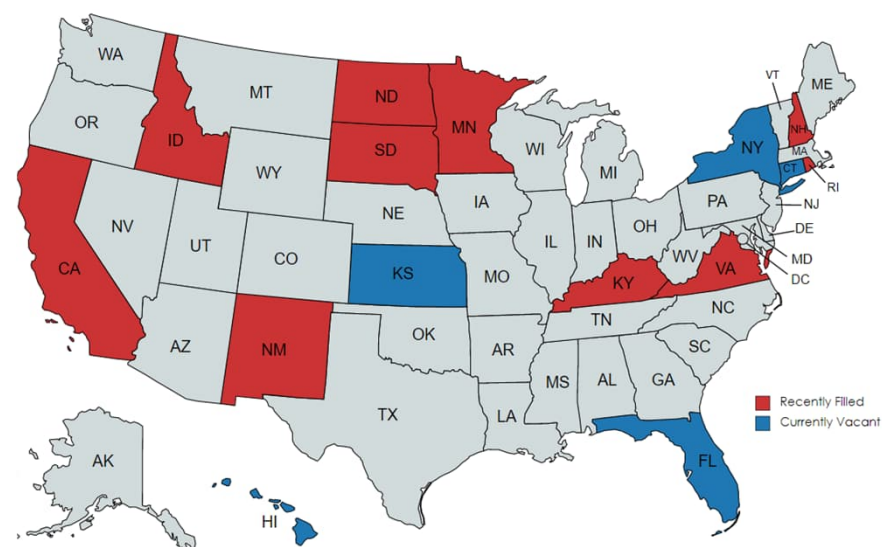 WA
MT
ND
MN
VT
ME
OR
ID
SD
WI
NY
NH
MA
CT
RI
WY
MI
IA
PA
NJ
NE
NV
OH
DE
UT
IL
IN
MD
CO
WV
DC
CA
KS
MO
KY
VA
NC
TN
OK
AZ
NM
AR
SC
MS
AL
GA
LA
TX
Recently Filled
Currently Vacant
AK
FL
HI